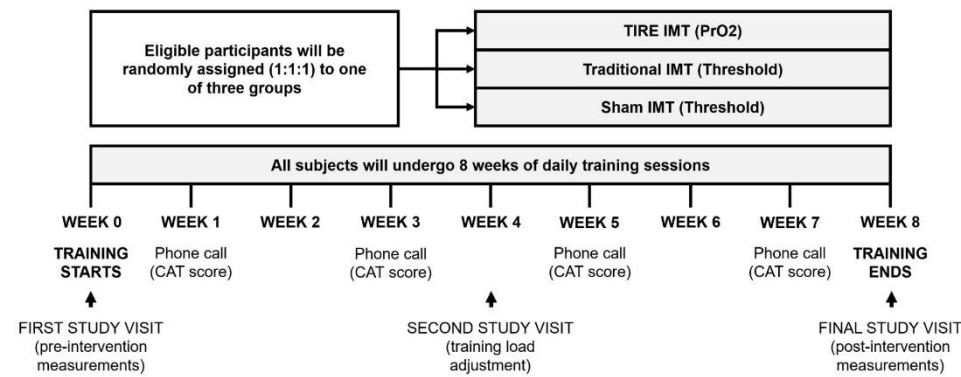 Eligible participants will be
randomly assigned (1:1:1) to one
of three groups
TIRE IMT (PrO2)
Traditional IMT (Threshold)
Sham IMT (Threshold)
All subjects will undergo 8 weeks of daily training sessions
WEEK 0
WEEK 1
WEEK 2
WEEK 3
WEEK 4
WEEK 5
WEEK 6
WEEK 7
WEEK 8
TRAINING
STARTS
Phone call
(CAT score)
Phone call
(CAT score)
Phone call
(CAT score)
Phone call
(CAT score)
TRAINING
ENDS
FIRST STUDY VISIT
(pre-intervention
measurements)
SECOND STUDY VISIT
(training load
adjustment)
FINAL STUDY VISIT
(post-intervention
measurements)